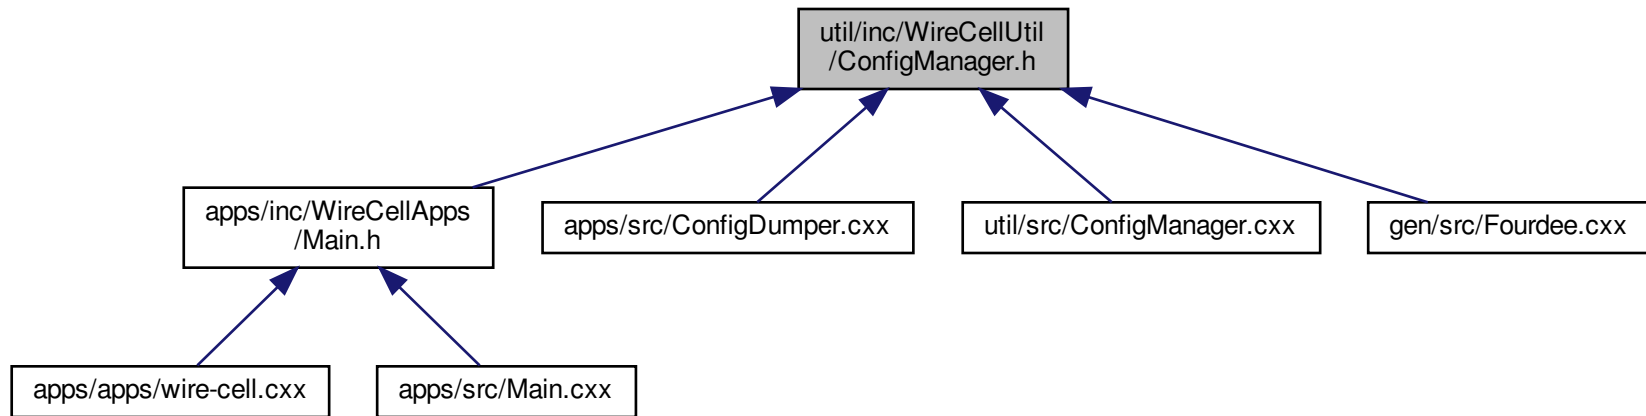 util/inc/WireCellUtil
/ConfigManager.h
apps/inc/WireCellApps
/Main.h
apps/src/ConfigDumper.cxx
util/src/ConfigManager.cxx
gen/src/Fourdee.cxx
apps/apps/wire-cell.cxx
apps/src/Main.cxx